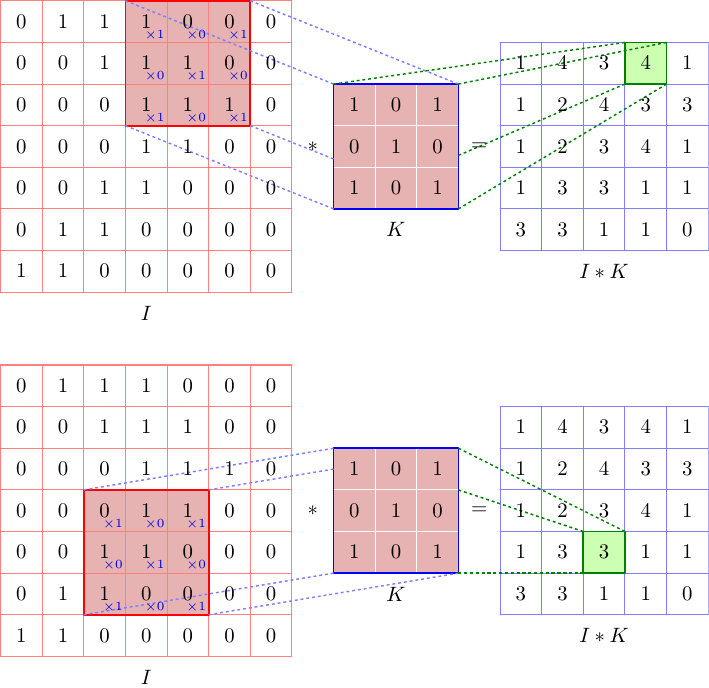 0 1 1 1×1 0×0 0×1 0
0 0 1 1×0 1×1 0×0 0
0 0 0 1×1 1×0 1×1 0
0 0 0 1 1 0 0
0 0 1 1 0 0 0
0 1 1 0 0 0 0
1 1 0 0 0 0 0
I
*
1 0 1
0 1 0
1 0 1
K
=
1 4 3 4 1
1 2 4 3 3
1 2 3 4 1
1 3 3 1 1
3 3 1 1 0
I * K
0 1 1 1 0 0 0
0 0 1 1 1 0 0
0 0 0 1 1 1 0
0 0 0×1 1×0 1×1 0 0
0 0 1×0 1×1 0×0 0 0
0 1 1×1 0×0 0×1 0 0
1 1 0 0 0 0 0
I
*
1 0 1
0 1 0
1 0 1
K
=
1 4 3 4 1
1 2 4 3 3
1 2 3 4 1
1 3 3 1 1
3 3 1 1 0
I * K